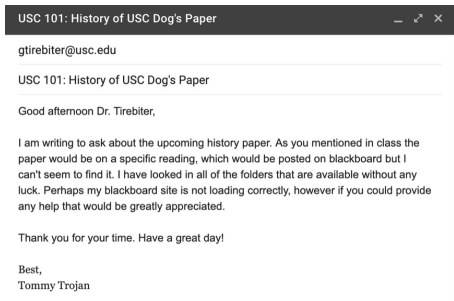 USC 101: History of USC Dog's Paper
gtirebiter@usc.edu
USC 101: History of USC Dog's Paper
Good afternoon Dr. Tirebiter,
I am writing to ask about the upcoming history paper. As you mentioned in class the
paper would be on a specific reading, which would be posted on blackboard but I
can't seem to find it. I have looked in all of the folders that are available without any
luck. Perhaps my blackboard site is not loading correctly, however if you could provide
any help that would be greatly appreciated.
Thank you for your time. Have a great day!
Best,
Tommy Trojan